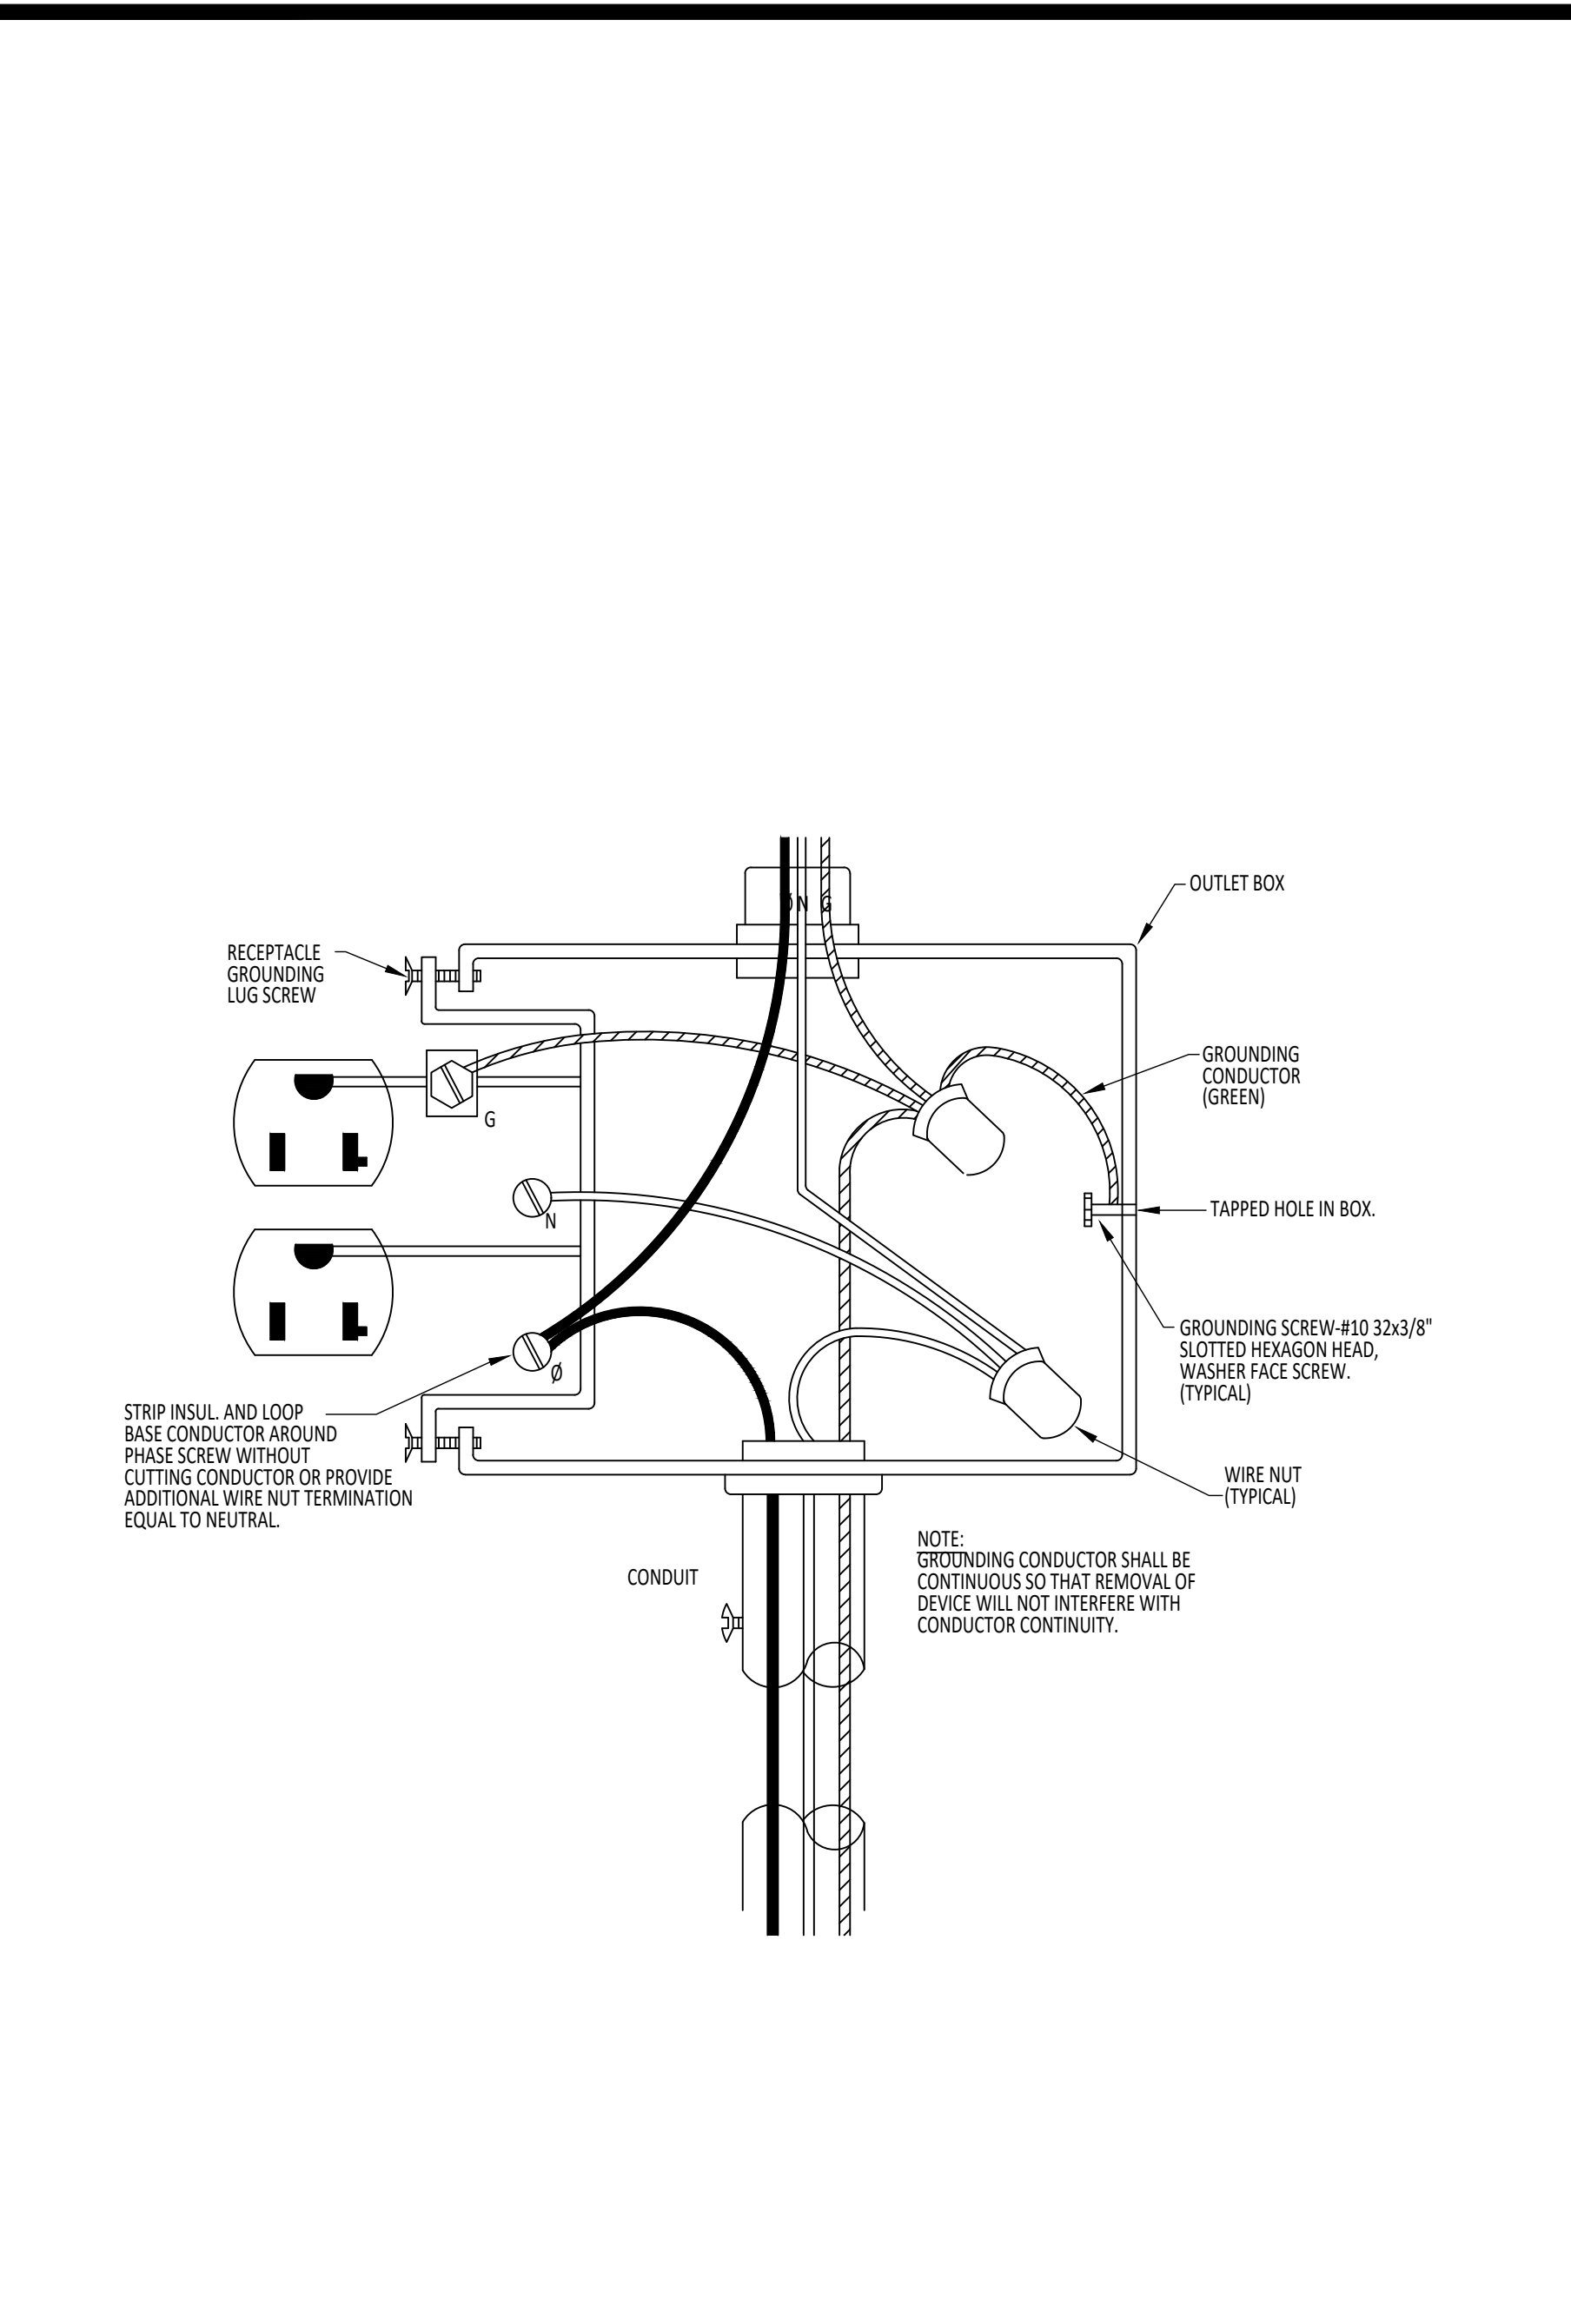 Ø N G
OUTLET BOX
RECEPTACLE
GROUNDING
LUG SCREW
GROUNDING
CONDUCTOR
(GREEN)
G
TAPPED HOLE IN BOX.
N
GROUNDING SCREW-#10 32x3/8"
SLOTTED HEXAGON HEAD,
WASHER FACE SCREW.
(TYPICAL)
Ø
STRIP INSUL. AND LOOP
BASE CONDUCTOR AROUND
PHASE SCREW WITHOUT
CUTTING CONDUCTOR OR PROVIDE
ADDITIONAL WIRE NUT TERMINATION
EQUAL TO NEUTRAL.
WIRE NUT
(TYPICAL)
CONDUIT
NOTE:
GROUNDING CONDUCTOR SHALL BE
CONTINUOUS SO THAT REMOVAL OF
DEVICE WILL NOT INTERFERE WITH
CONDUCTOR CONTINUITY.